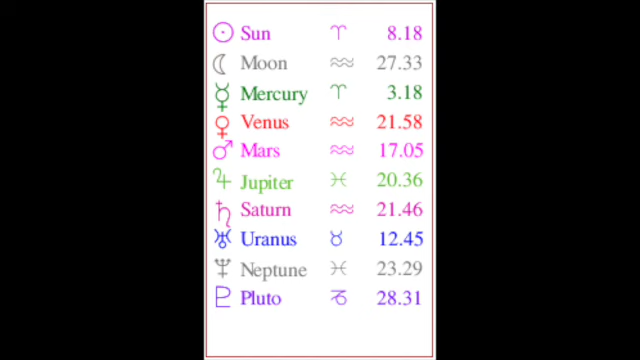 ☉ Sun ♈ 8.18
☾ Moon ♒ 27.33
☿ Mercury ♈ 3.18
♀ Venus ♒ 21.58
♂ Mars ♒ 17.05
♃ Jupiter ♓ 20.36
♄ Saturn ♒ 21.46
♅ Uranus ♉ 12.45
♆ Neptune ♓ 23.29
♇ Pluto ♑ 28.31